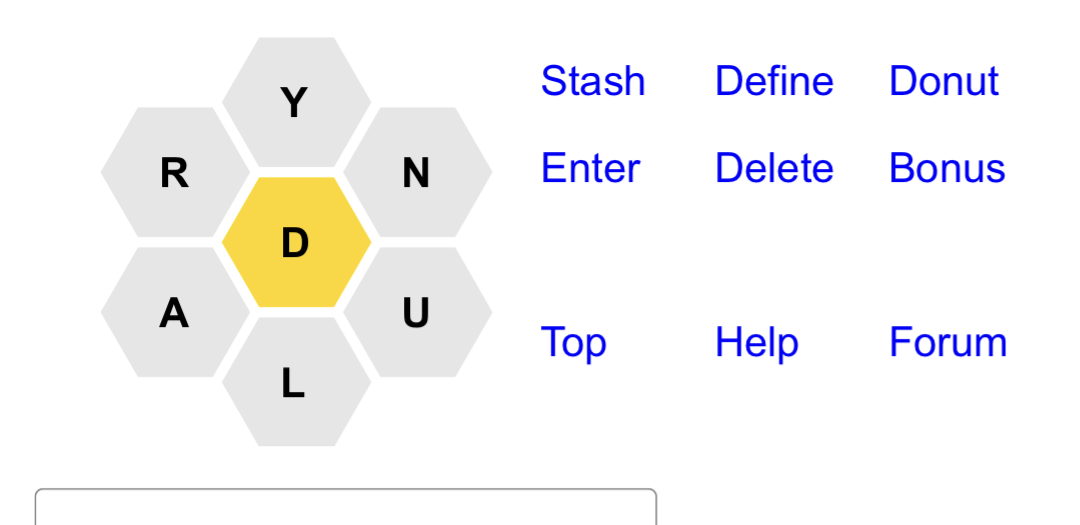 Y
R
N
D
A
U
L
Stash Define Donut
Enter Delete Bonus
Top Help Forum